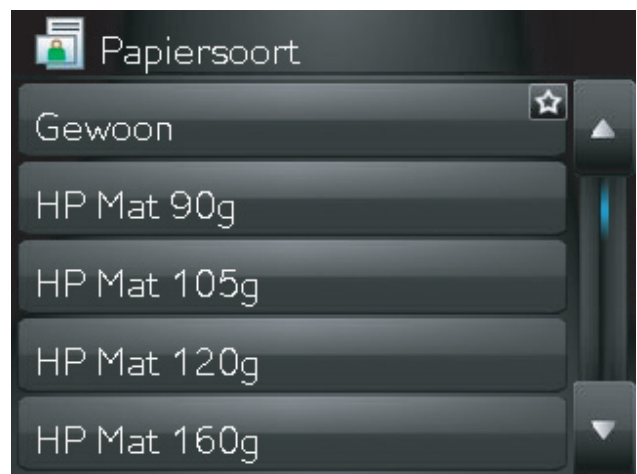 Papiersoort
Gewoon
HP Mat 90g
HP Mat 105g
HP Mat 120g
HP Mat 160g